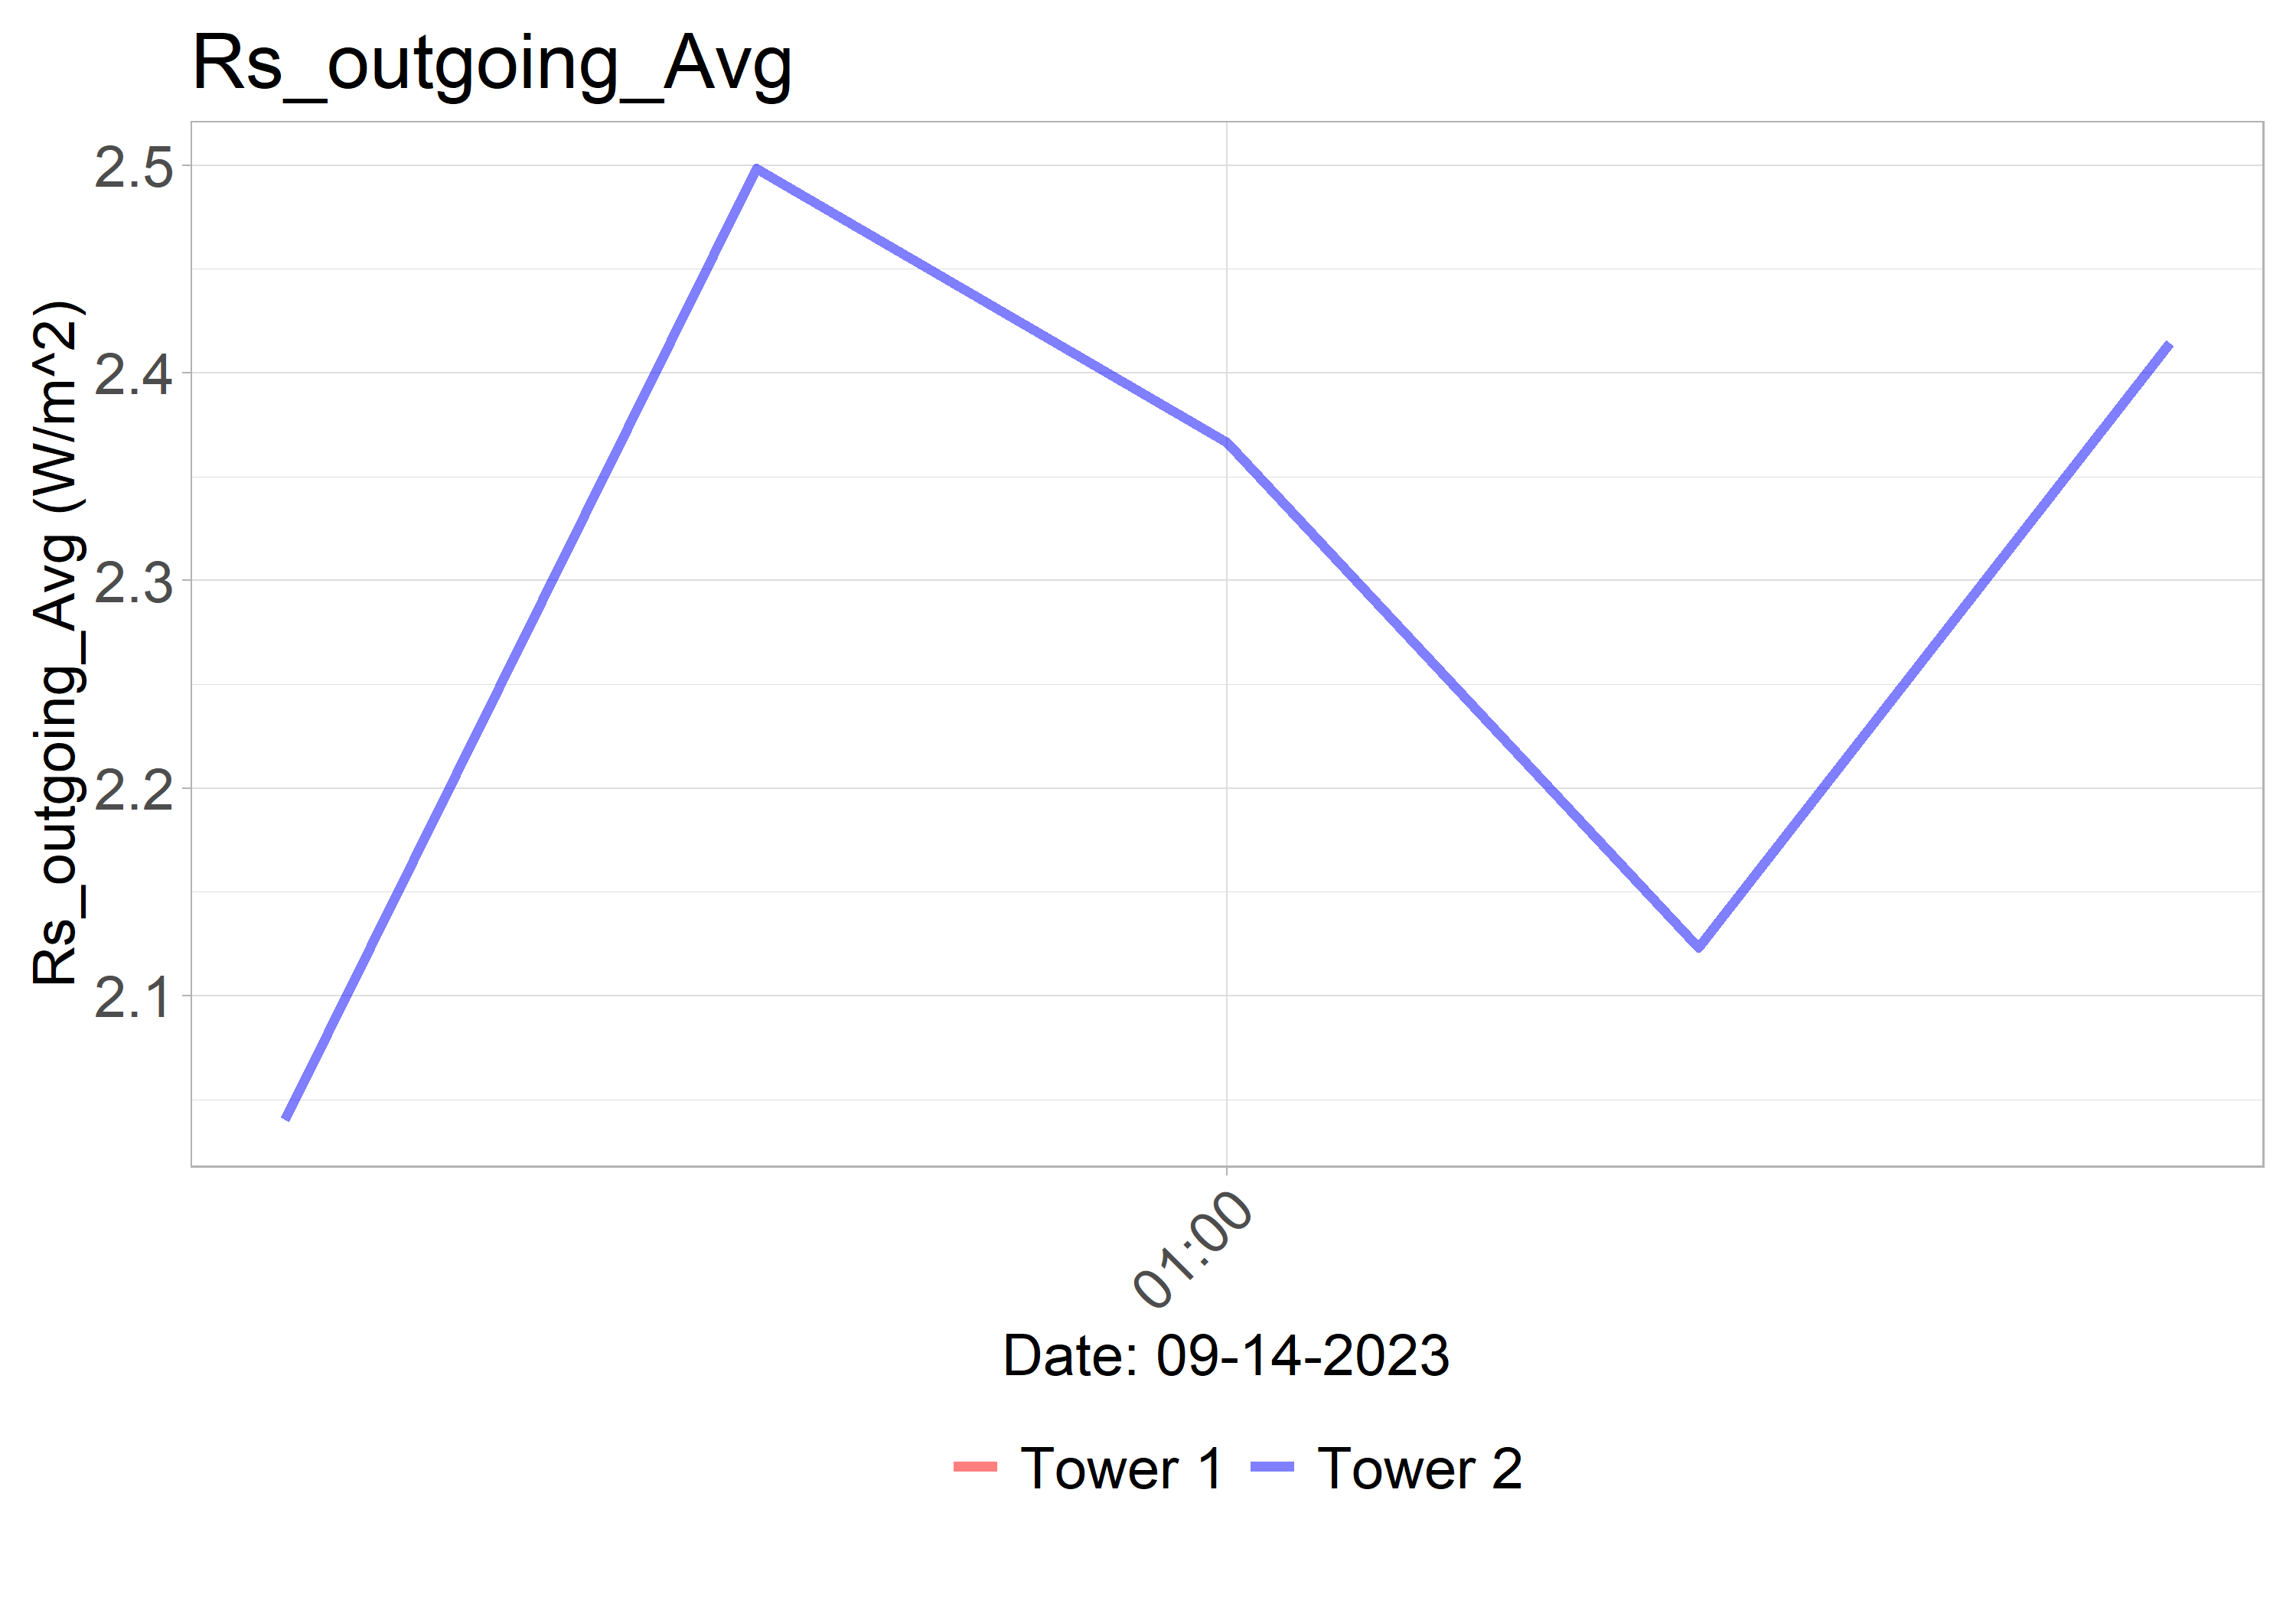 Rs_outgoing_Avg
Rs_outgoing_Avg (W/m^2)
2.5
2.4
2.3
2.2
2.1
01:00
Date: 09-14-2023
Tower 1 Tower 2